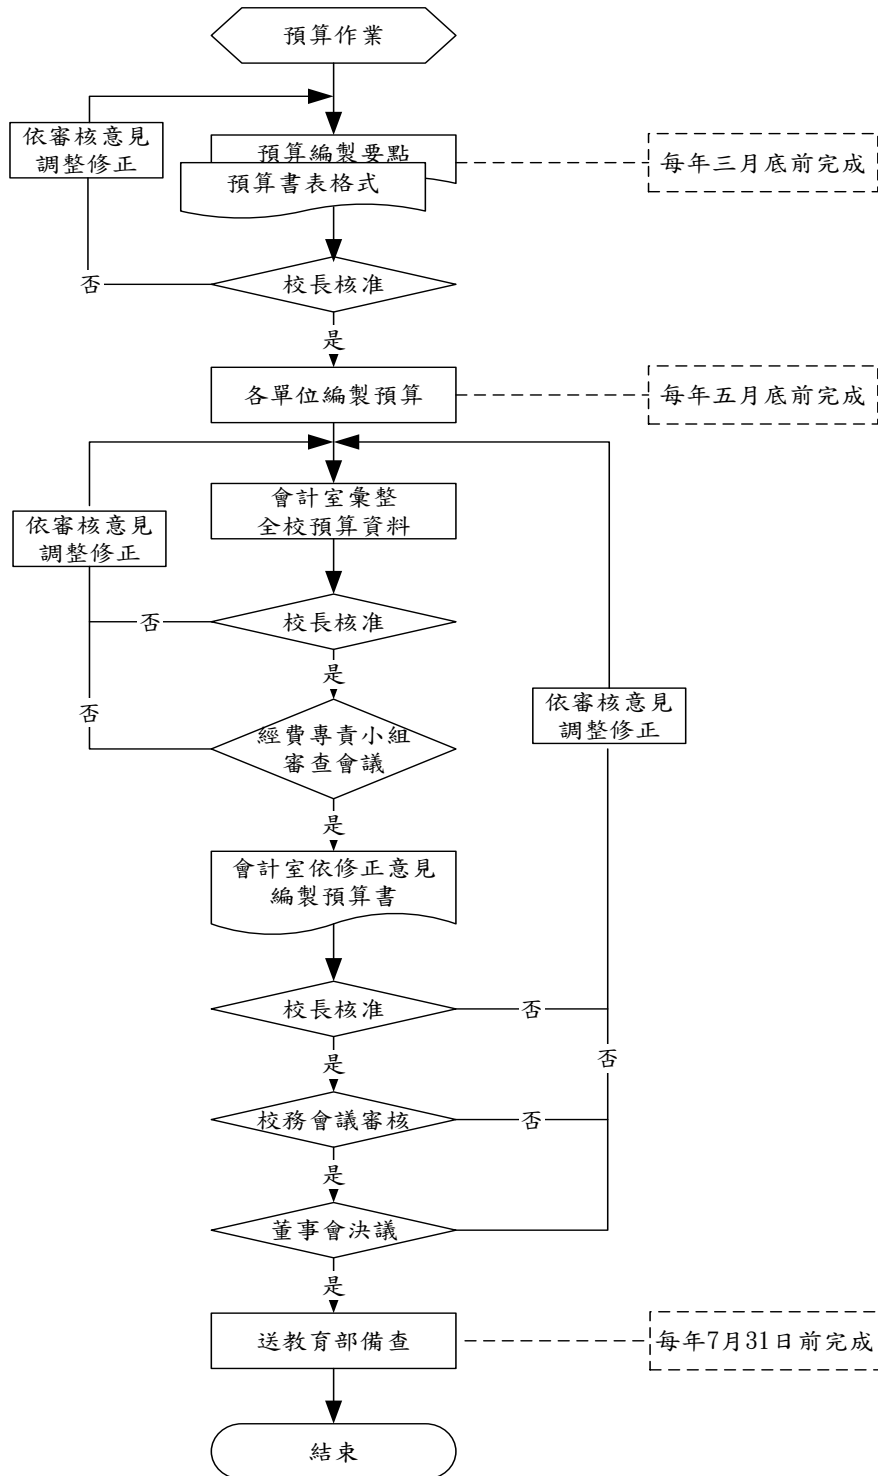 預算作業
依審核意見
調整修正
預算編製要點
預算書表格式
每年三月底前完成
校長核准
否
是
各單位編製預算
每年五月底前完成
會計室彙整
全校預算資料
依審核意見
調整修正
校長核准
否
是
否
經費專責小組
審查會議
依審核意見
調整修正
是
會計室依修正意見
編製預算書
校長核准
否
是
否
校務會議審核
否
是
董事會決議
是
送教育部備查
每年7月31日前完成
結束